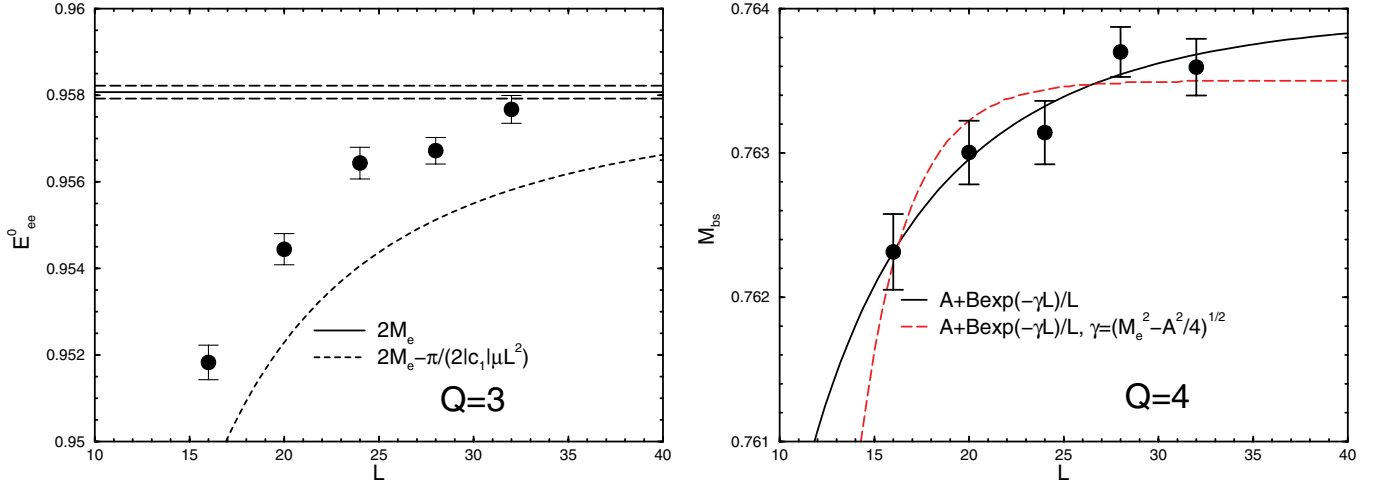 0.96
0.958
0.956
0.954
0.952
0.95
E⁰ₑₑ
10 15 20 25 30 35 40
L
2Mₑ
2Mₑ−π/(2|c₁|μL²)
Q=3
0.764
0.763
0.762
0.761
M_bs
10 15 20 25 30 35 40
L
A+Bexp(−γL)/L
A+Bexp(−γL)/L, γ=(Mₑ²−A²/4)^1/2
Q=4